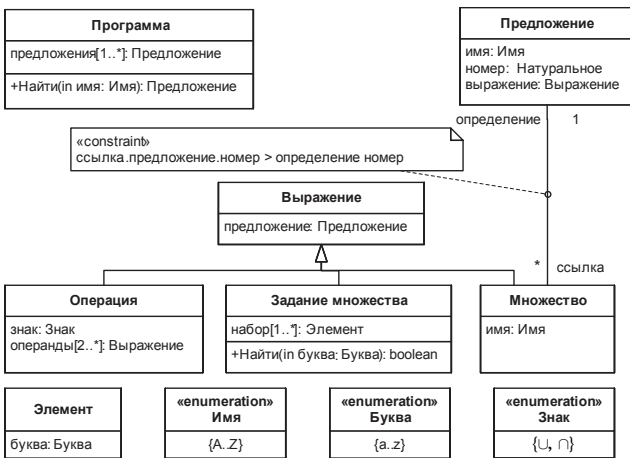 Программа
предложения[1..*]: Предложение
+Найти(in имя: Имя): Предложение
Предложение
имя: Имя
номер: Натуральное
выражение: Выражение
определение 1
«constraint»
ссылка.предложение.номер > определение номер
Выражение
предложение: Предложение
* ссылка
Операция
знак: Знак
операнды[2..*]: Выражение
Задание множества
набор[1..*]: Элемент
+Найти(in буква: Буква): boolean
Множество
имя: Имя
Элемент
буква: Буква
«enumeration»
Имя
{A..Z}
«enumeration»
Буква
{a..z}
«enumeration»
Знак
{∪, ∩}